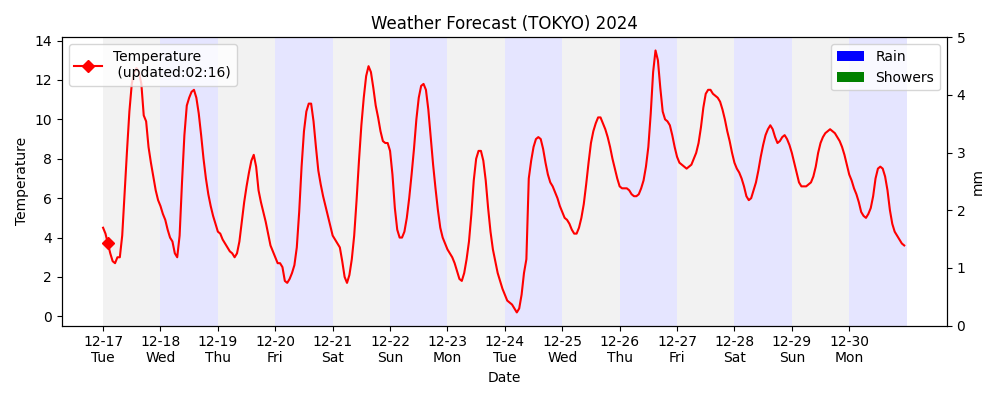 Weather Forecast (TOKYO) 2024
Temperature
(updated:02:16)
Rain
Showers
Temperature
14
12
10
8
6
4
2
0
5
4
3
2
1
0
mm
12-17 12-18 12-19 12-20 12-21 12-22 12-23 12-24 12-25 12-26 12-27 12-28 12-29 12-30
Tue Wed Thu Fri Sat Sun Mon Tue Wed Thu Fri Sat Sun Mon
Date